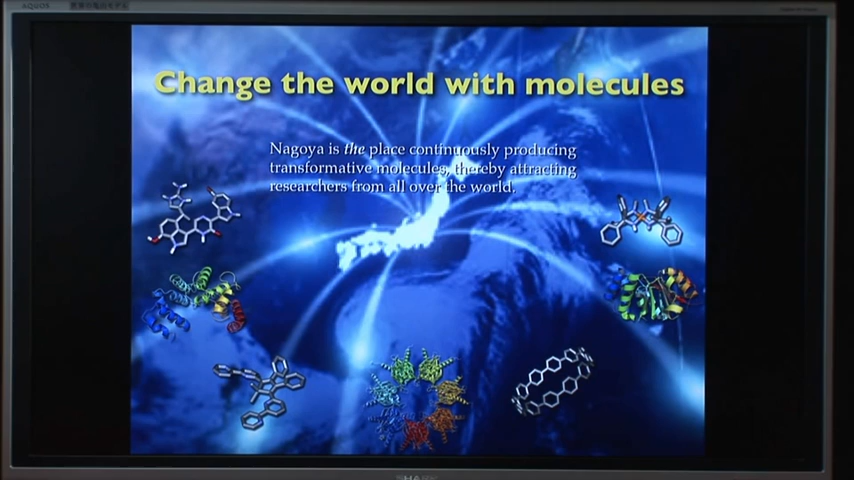 AQUOS
Change the world with molecules
Nagoya is the place continuously producing
transformative molecules, thereby attracting
researchers from all over the world.
SHARP